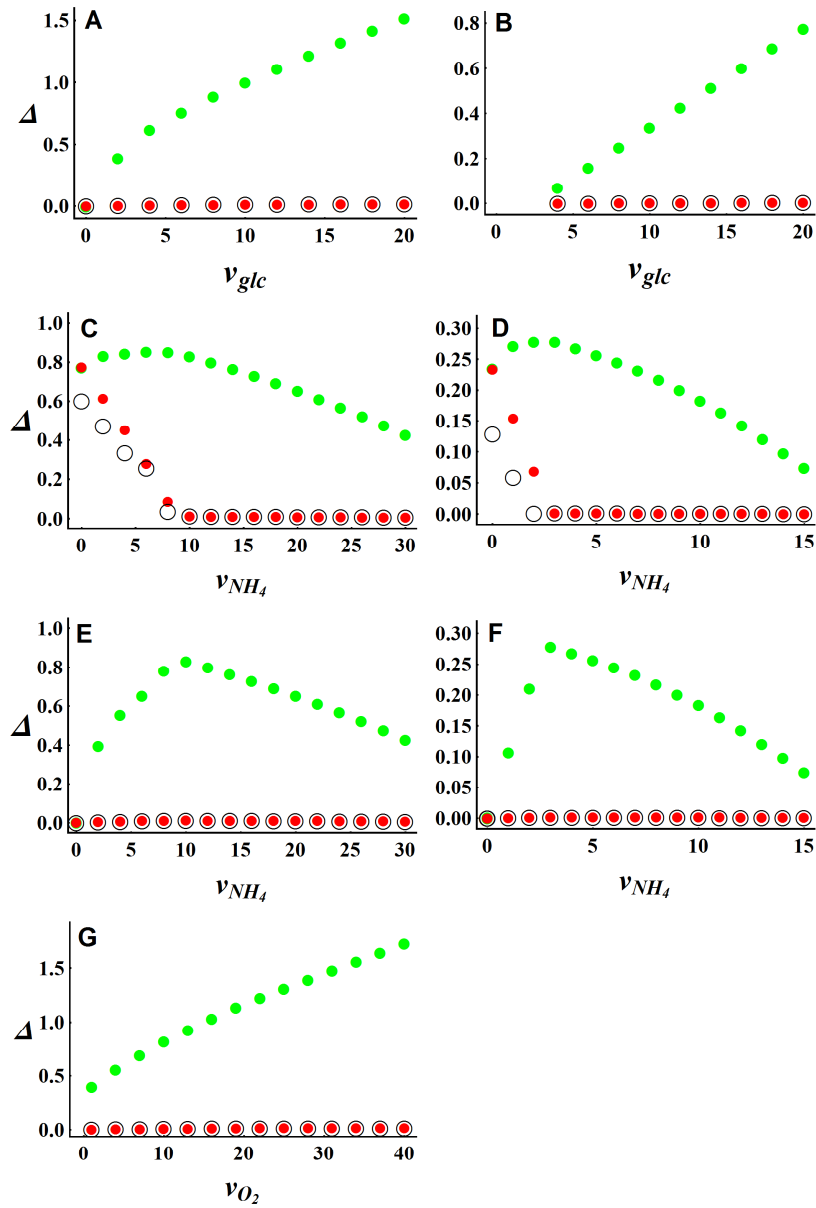 A B
1.5 0.8
Δ 1.0 0.6
0.4
0.5 0.2
0.0 0.0
0 5 10 15 20 0 5 10 15 20
v_glc v_glc
C D
1.0 0.30
0.8 0.25
Δ 0.6 0.20
0.4 0.15
0.2 0.10
0.0 0.05
0.00
0 5 10 15 20 25 30 0 5 10 15
v_NH4 v_NH4
E F
1.0 0.30
0.8 0.25
Δ 0.6 0.20
0.4 0.15
0.2 0.10
0.0 0.05
0.00
0 5 10 15 20 25 30 0 5 10 15
v_NH4 v_NH4
G
1.5
Δ 1.0
0.5
0.0
0 10 20 30 40
v_O2